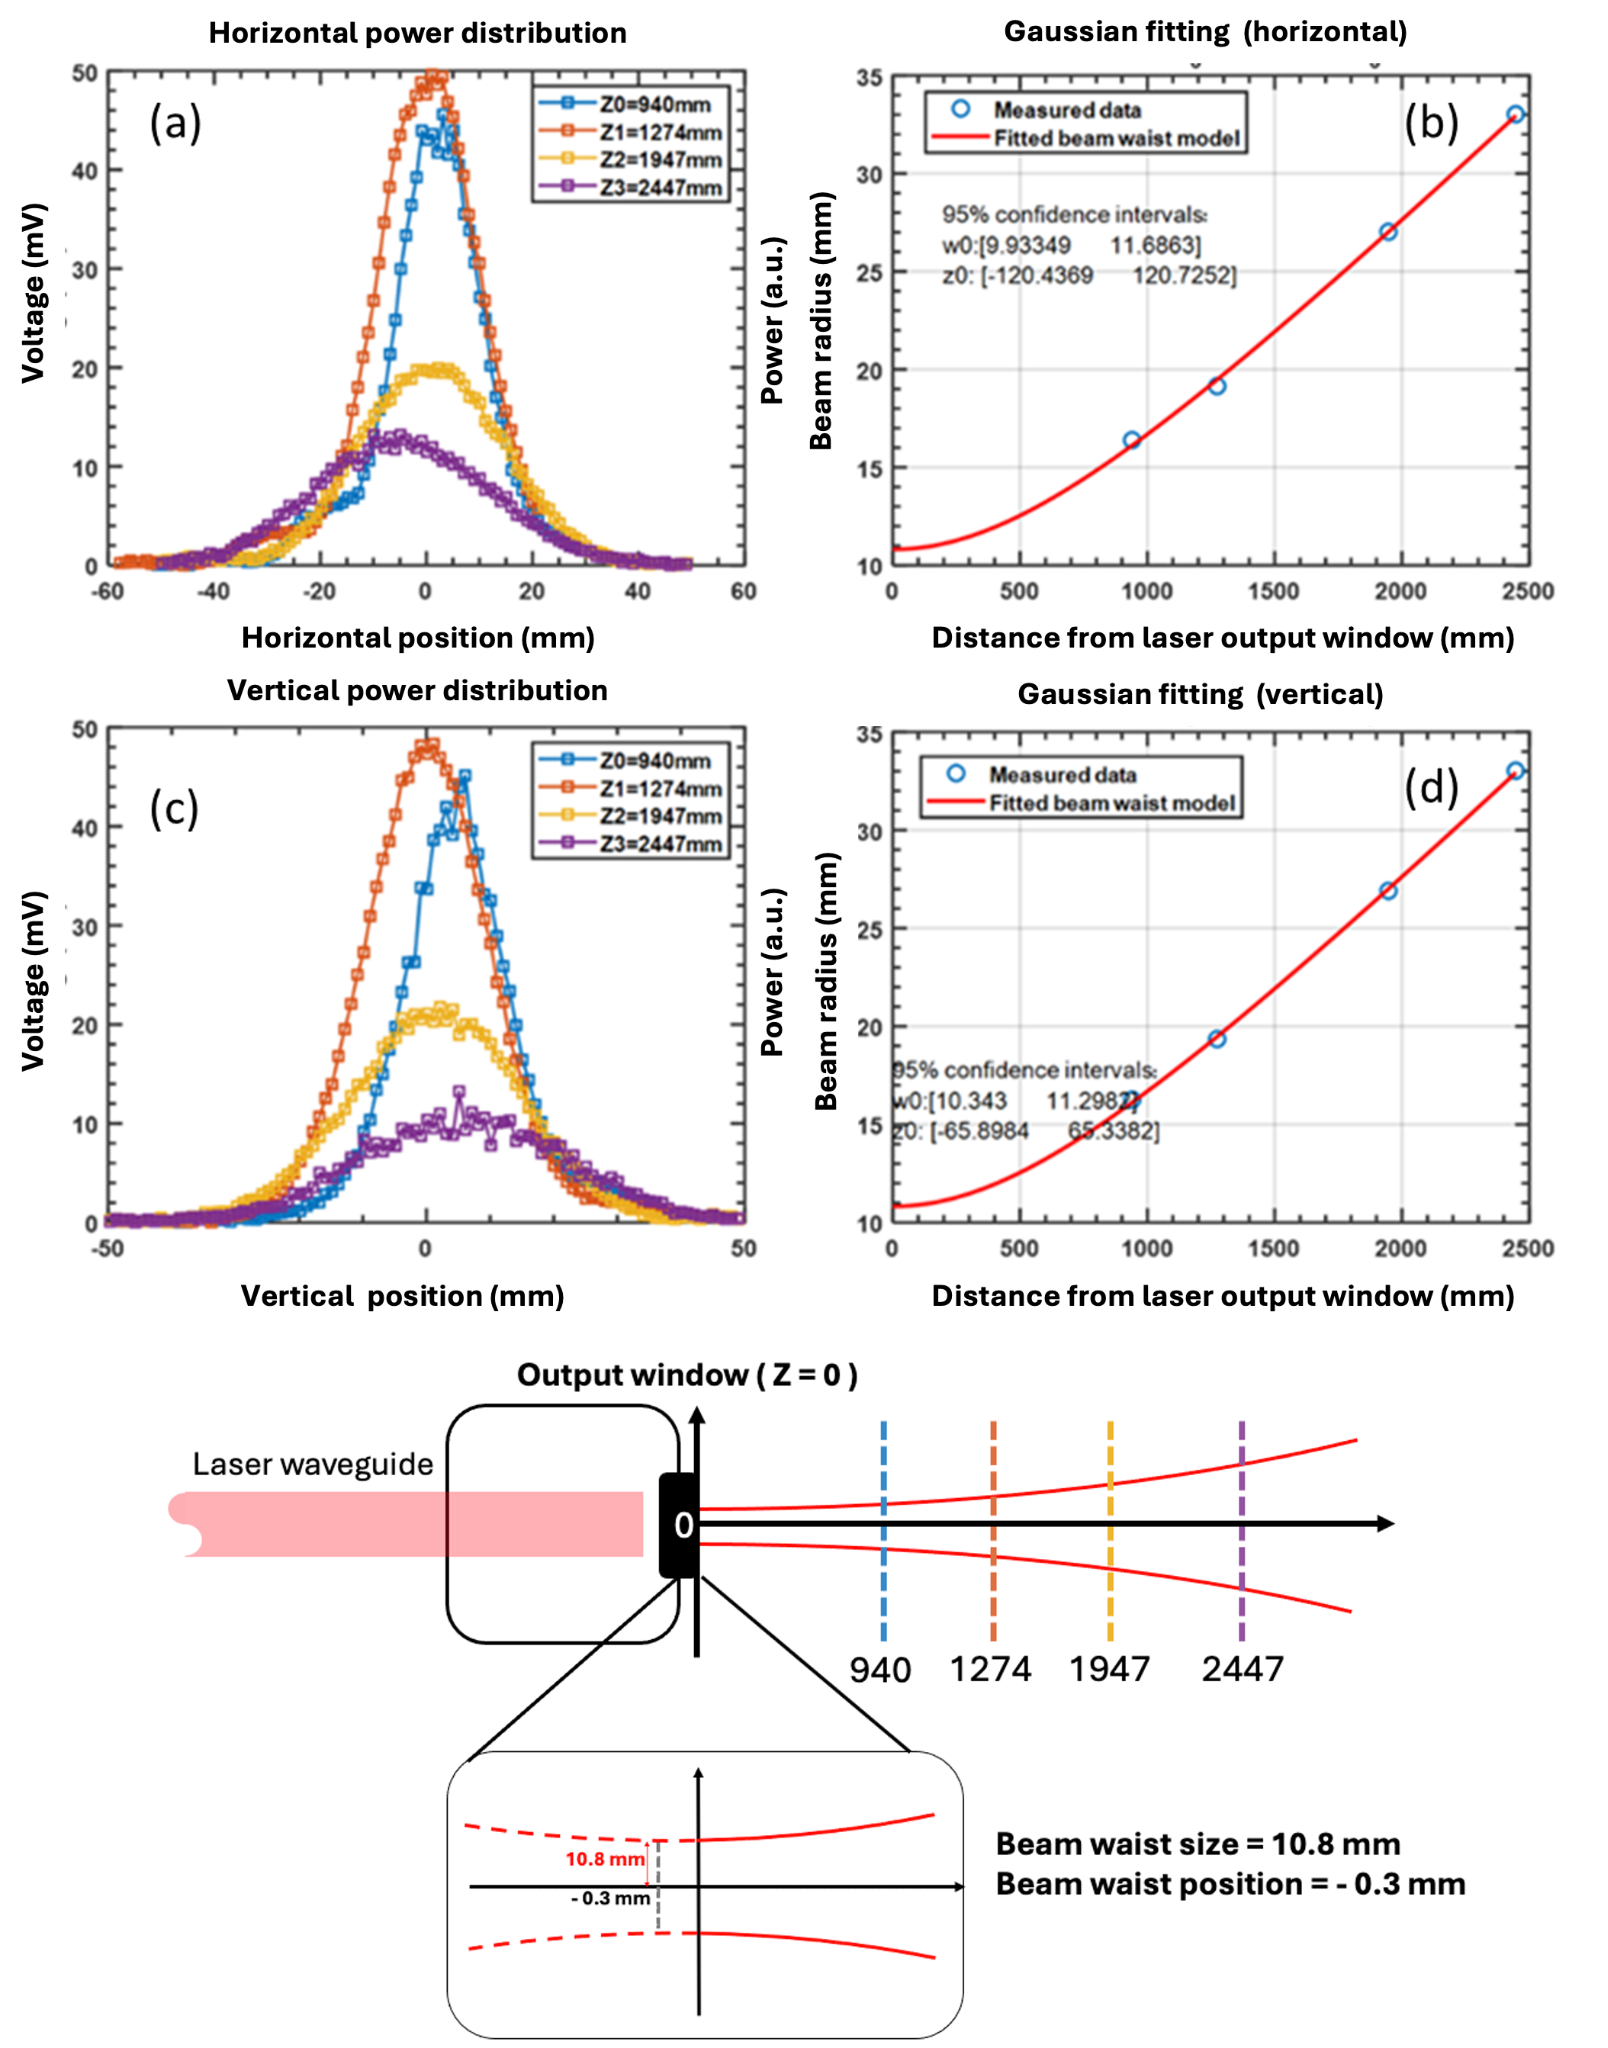 Horizontal power distribution
50
40
30
20
10
0
-60
-40
-20
0
20
40
60
Voltage (mV)
Power (a.u.)
Horizontal position (mm)
(a)
Z0=940mm
Z1=1274mm
Z2=1947mm
Z3=2447mm
Gaussian fitting (horizontal)
35
30
25
20
15
10
0
500
1000
1500
2000
2500
Beam radius (mm)
Distance from laser output window (mm)
(b)
Measured data
Fitted beam waist model
95% confidence intervals:
w0:[9.93349 11.6863]
z0: [-120.4369 120.7252]
Vertical power distribution
50
40
30
20
10
0
-50
0
50
Voltage (mV)
Power (a.u.)
Vertical position (mm)
(c)
Z0=940mm
Z1=1274mm
Z2=1947mm
Z3=2447mm
Gaussian fitting (vertical)
35
30
25
20
15
10
0
500
1000
1500
2000
2500
Beam radius (mm)
Distance from laser output window (mm)
(d)
Measured data
Fitted beam waist model
95% confidence intervals:
w0:[10.343 11.2982]
z0: [-65.8984 65.3382]
Output window ( Z = 0 )
Laser waveguide
0
940
1274
1947
2447
10.8 mm
- 0.3 mm
Beam waist size = 10.8 mm
Beam waist position = - 0.3 mm